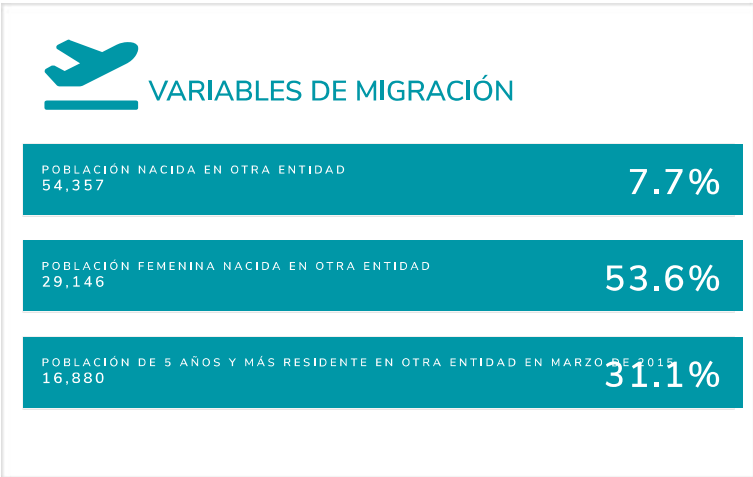 VARIABLES DE MIGRACIÓN
POBLACIÓN NACIDA EN OTRA ENTIDAD
54,357
7.7%
POBLACIÓN FEMENINA NACIDA EN OTRA ENTIDAD
29,146
53.6%
POBLACIÓN DE 5 AÑOS Y MÁS RESIDENTE EN OTRA ENTIDAD EN MARZO DE 2015
16,880
31.1%